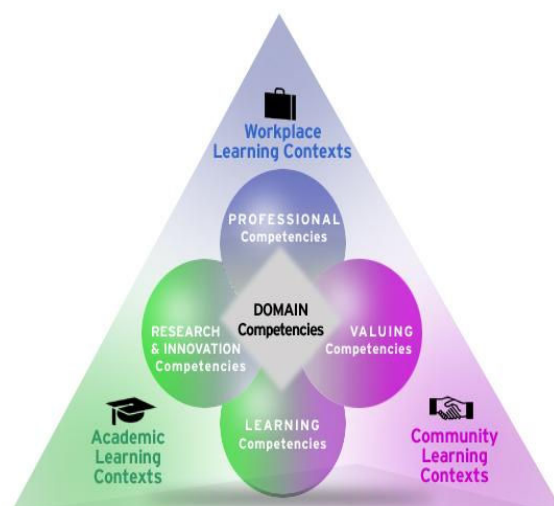 Workplace
Learning Contexts
PROFESSIONAL
Competencies
DOMAIN
Competencies
RESEARCH
& INNOVATION
Competencies
VALUING
Competencies
LEARNING
Competencies
Academic
Learning
Contexts
Community
Learning
Contexts